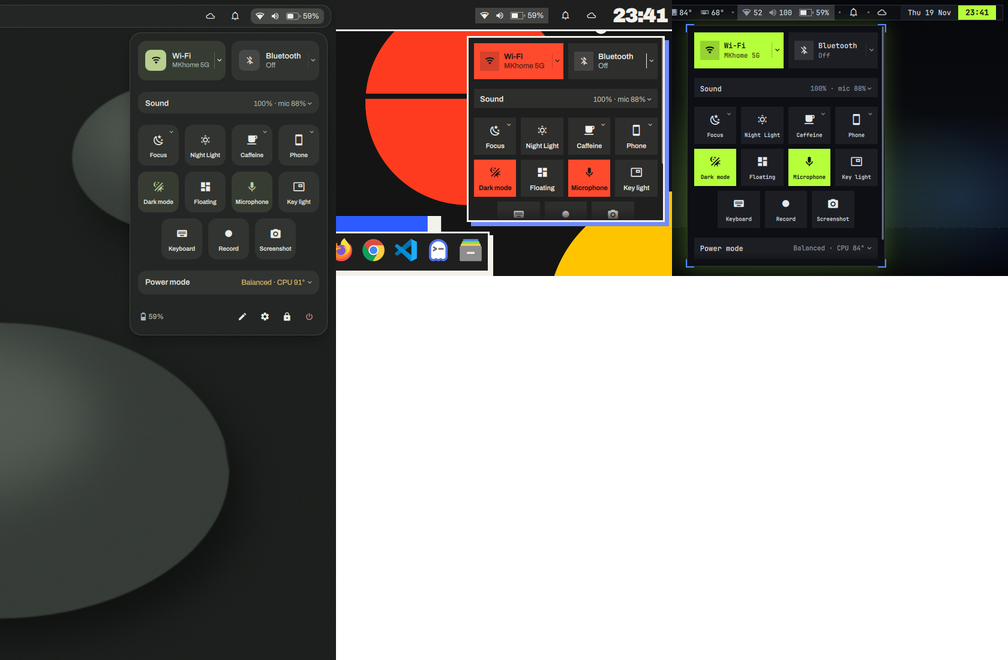 59%
Wi-Fi
MKhome 5G
Bluetooth
Off
Sound
100% · mic 88%
Focus
Night Light
Caffeine
Phone
Dark mode
Floating
Microphone
Key light
Keyboard
Record
Screenshot
Power mode
Balanced · CPU 91°
59%
59%
23:41
Wi-Fi
MKhome 5G
Bluetooth
Off
Sound
100% · mic 88%
Focus
Night Light
Caffeine
Phone
Dark mode
Floating
Microphone
Key light
84° 68° 52 100 59% Thu 19 Nov 23:41
Wi-Fi
MKhome 5G
Bluetooth
Off
Sound
100% · mic 88%
Focus
Night Light
Caffeine
Phone
Dark mode
Floating
Microphone
Key light
Keyboard
Record
Screenshot
Power mode
Balanced · CPU 84°